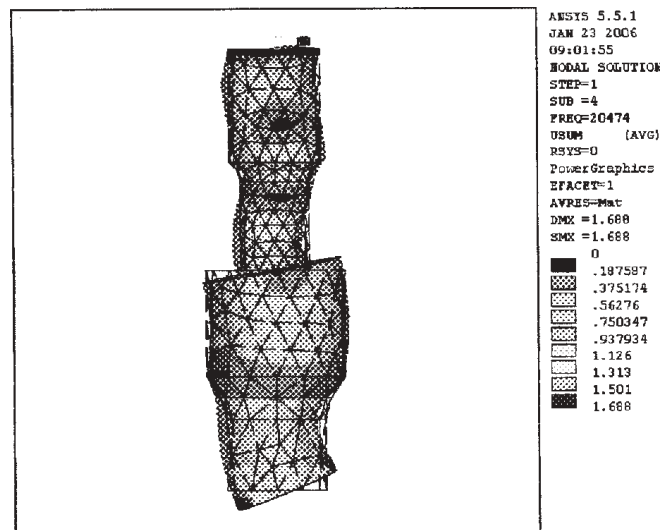 ANSYS 5.5.1
JAN 23 2006
09:01:55
NODAL SOLUTION
STEP=1
SUB =4
FREQ=20474
USUM (AVG)
RSYS=0
PowerGraphics
EFACET=1
AVRES=Mat
DMX =1.688
SMX =1.688
0
.187587
.375174
.56276
.750347
.937934
1.126
1.313
1.501
1.688